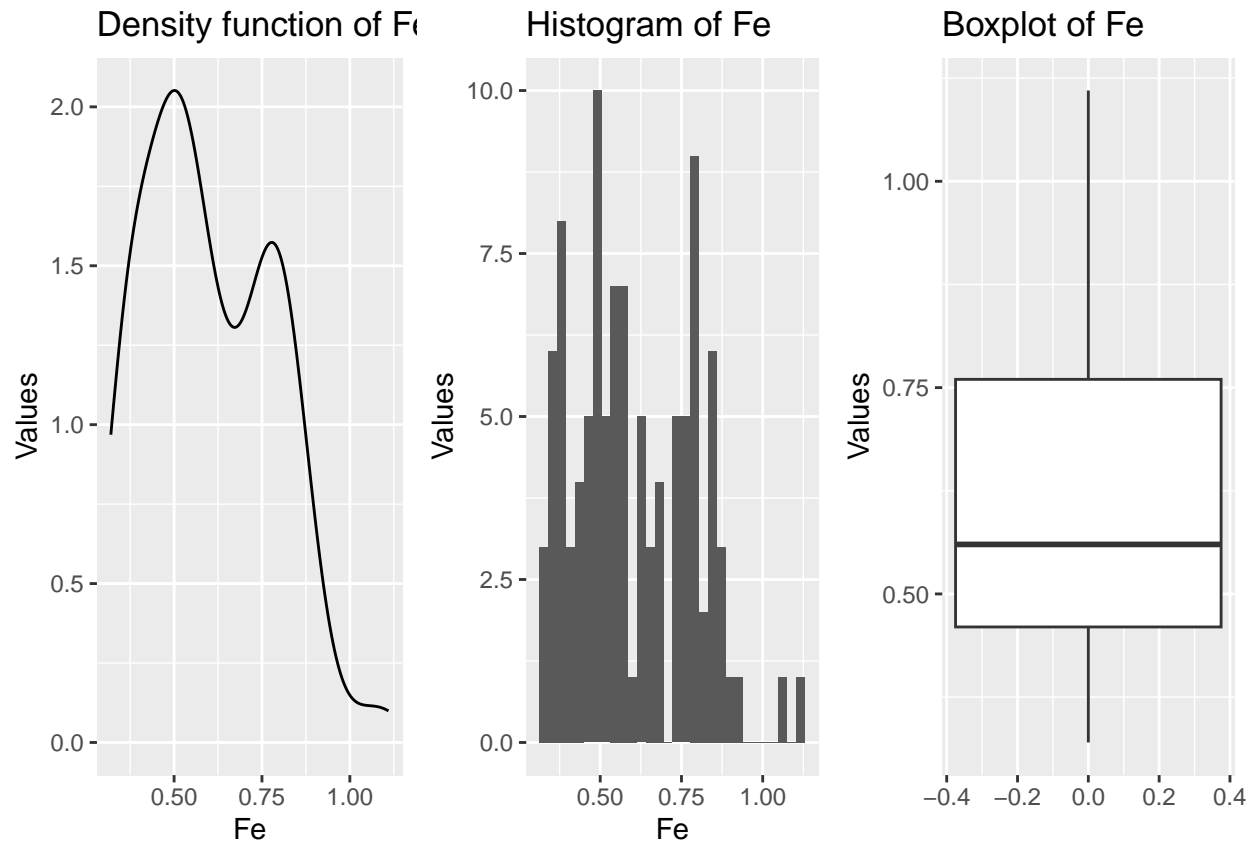 Density function of Fe
Values
2.0
1.5
1.0
0.5
0.0
0.50 0.75 1.00
Fe
Histogram of Fe
Values
10.0
7.5
5.0
2.5
0.0
0.50 0.75 1.00
Fe
Boxplot of Fe
Values
1.00
0.75
0.50
−0.4 −0.2 0.0 0.2 0.4